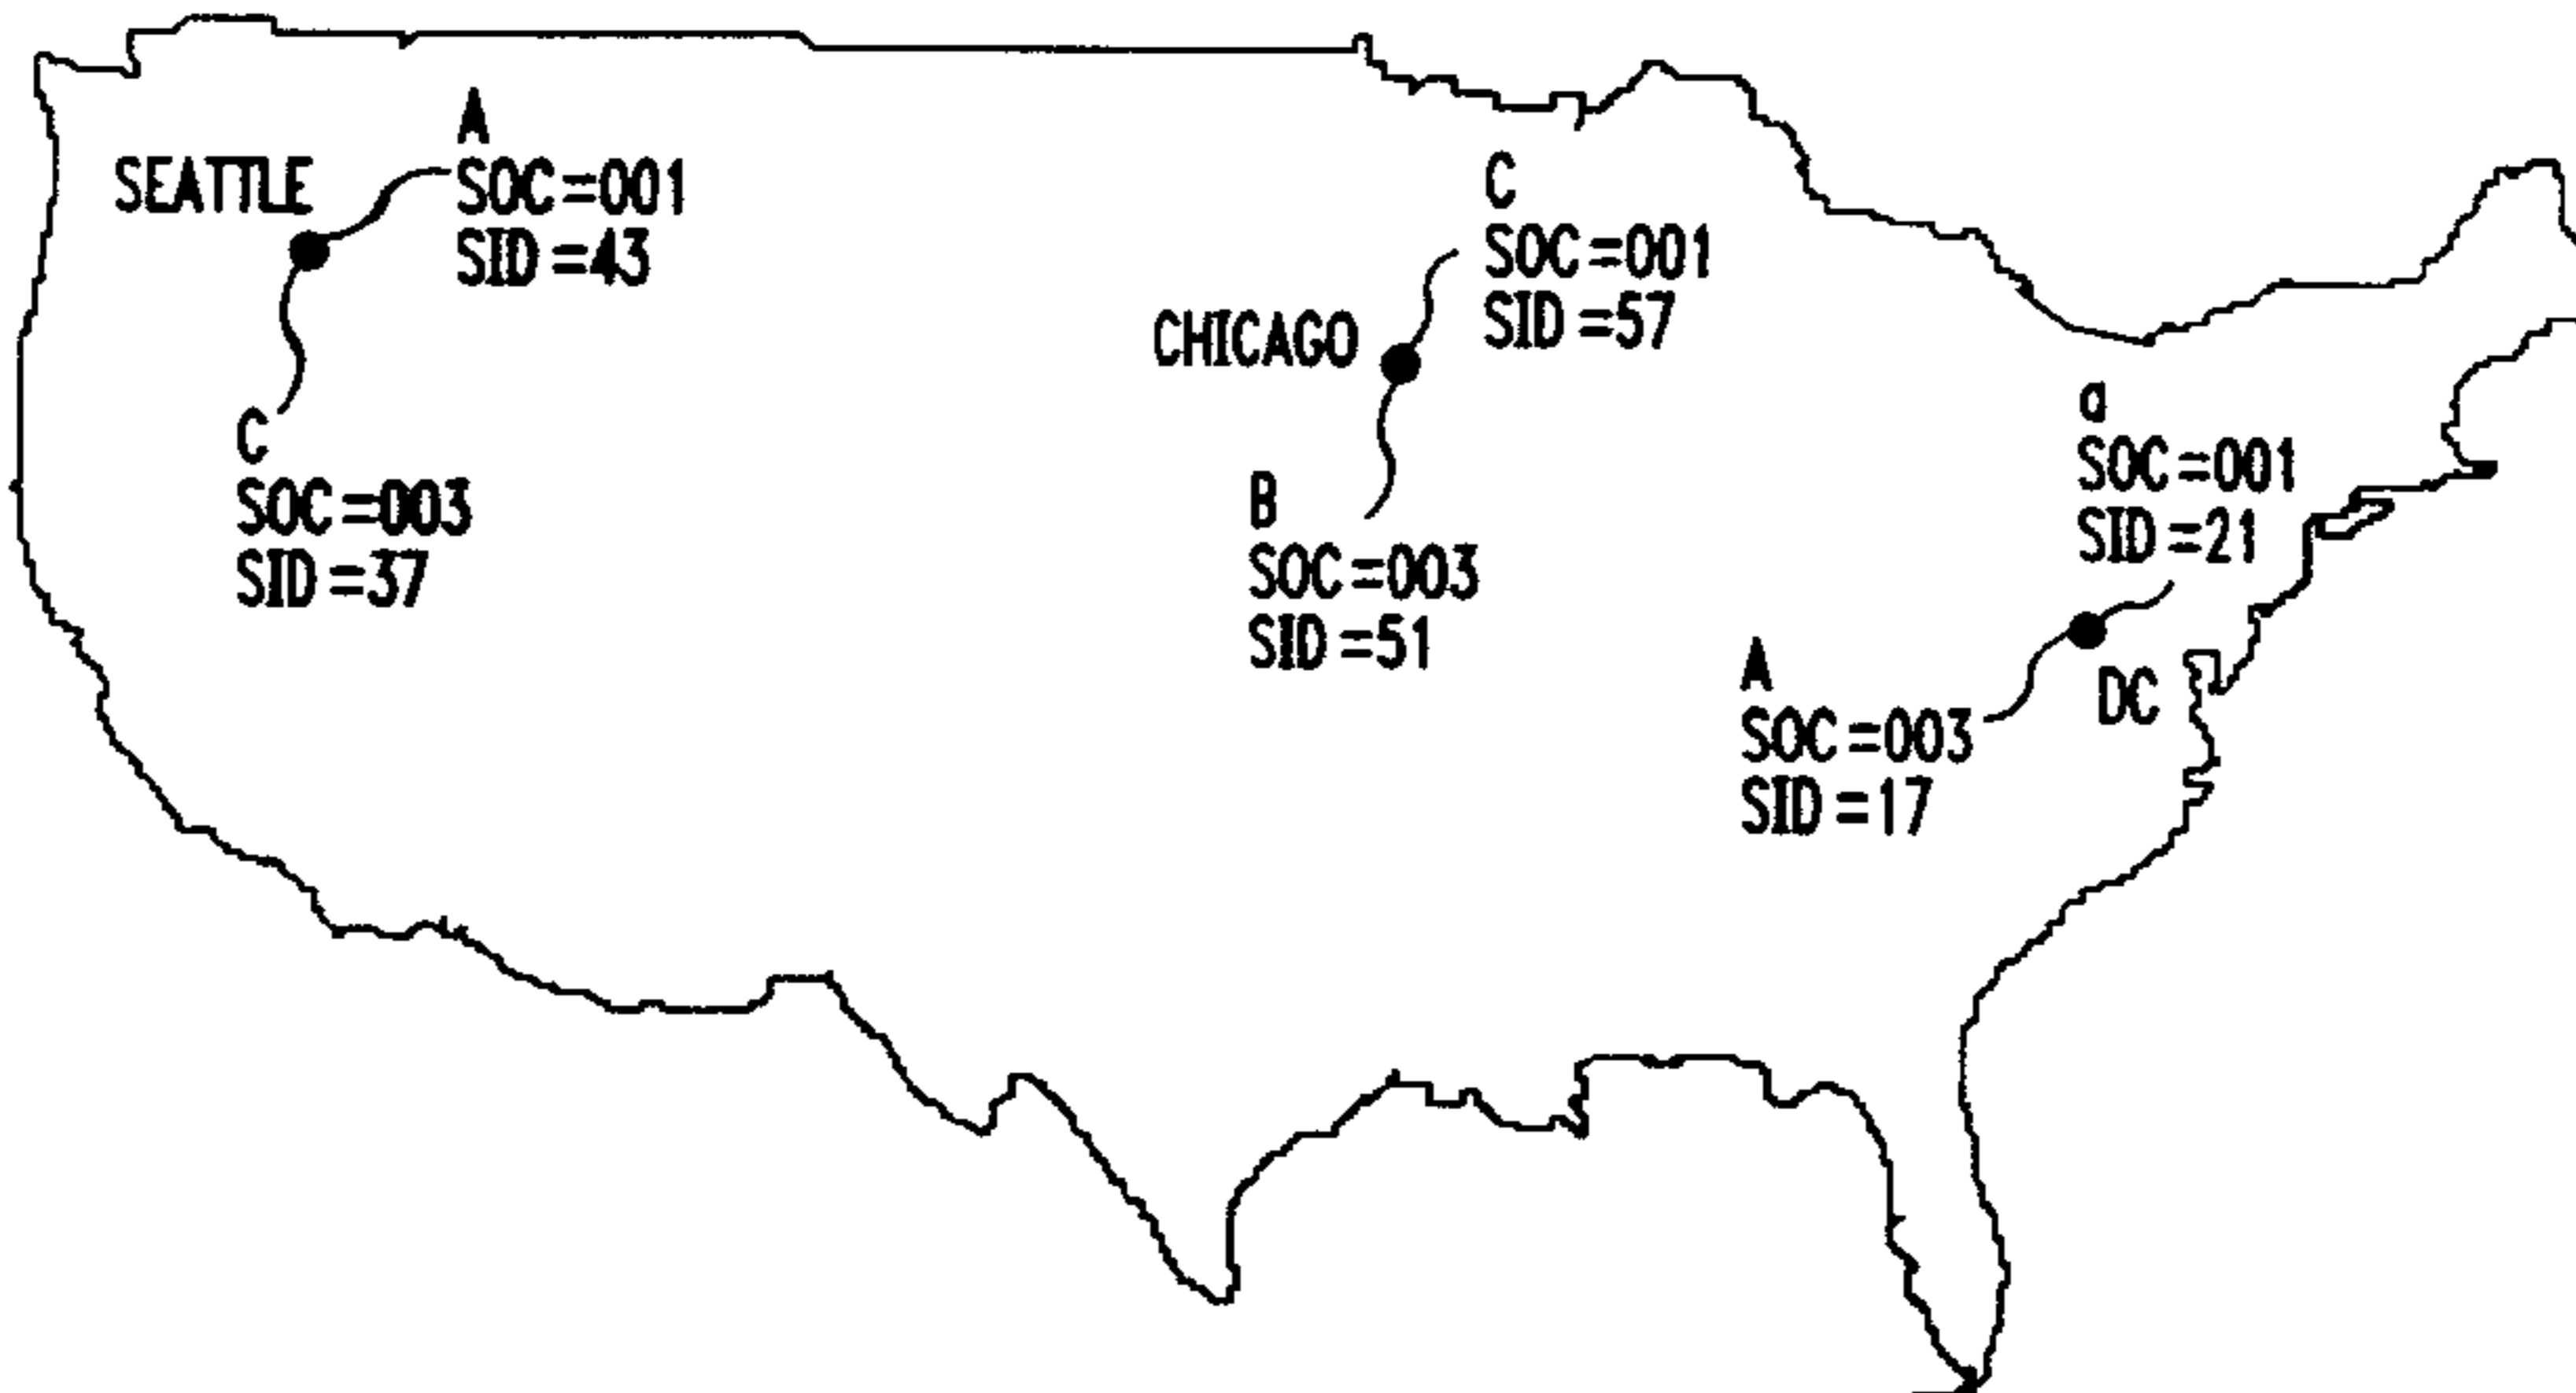 SEATTLE
A
SOC=001
SID=43
C
SOC=003
SID=37
CHICAGO
C
SOC=001
SID=57
B
SOC=003
SID=51
a
SOC=001
SID=21
DC
A
SOC=003
SID=17